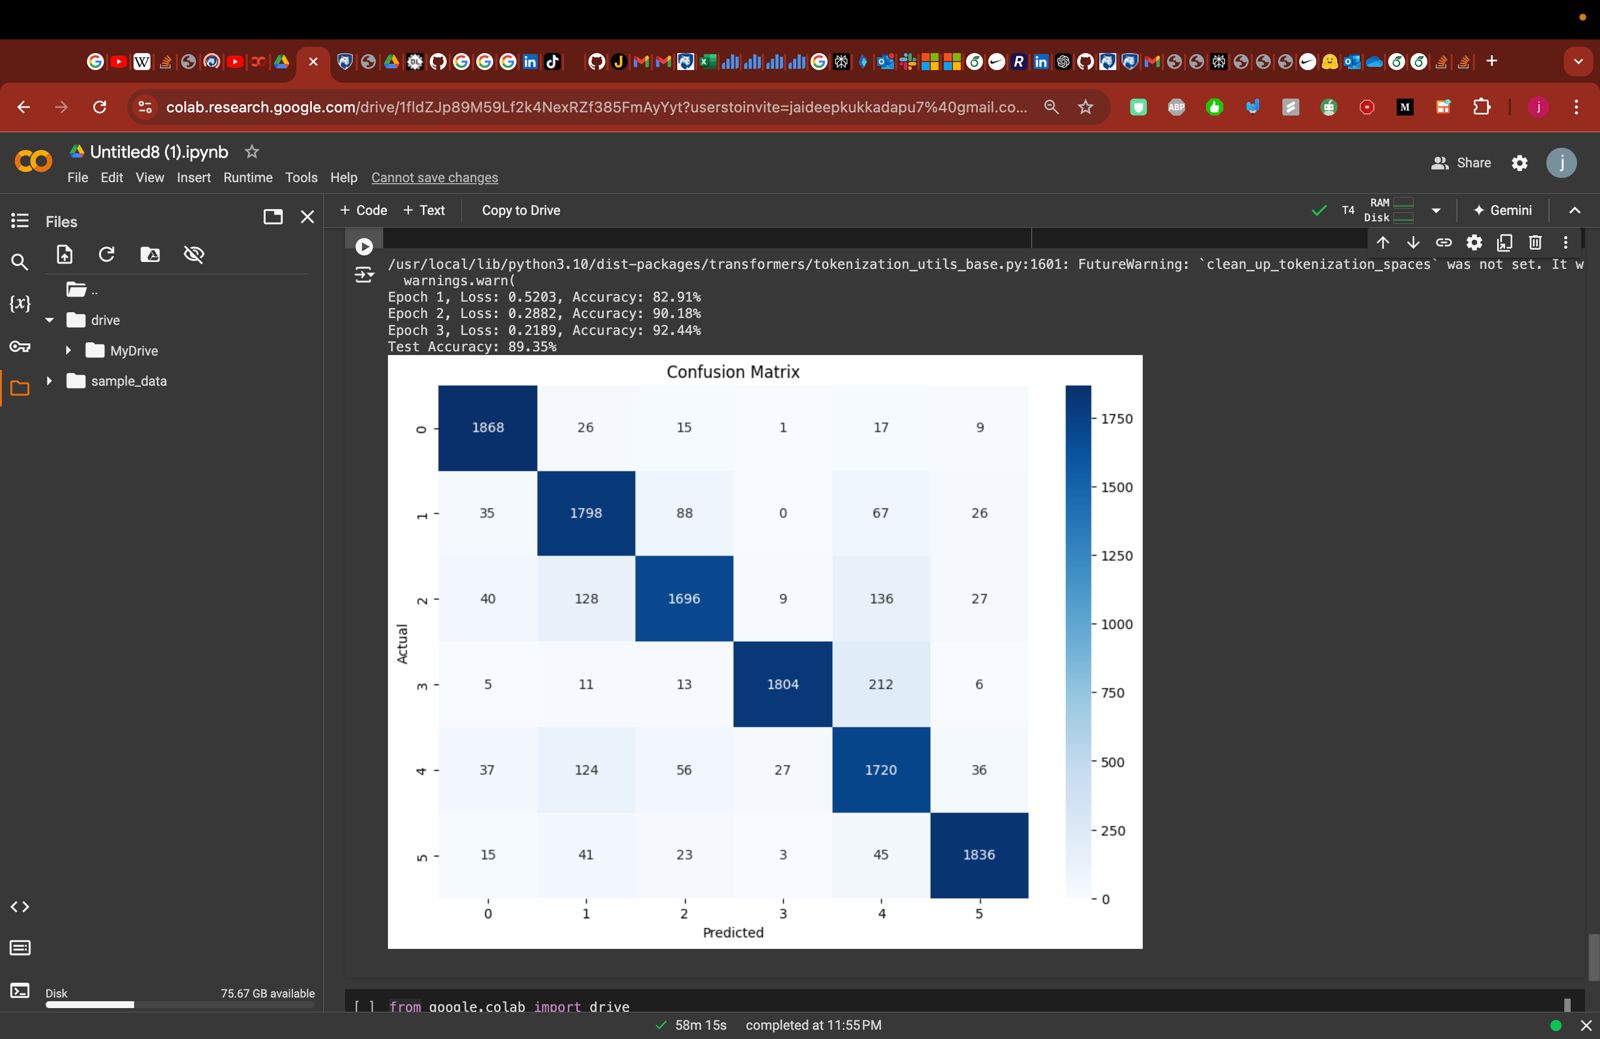 colab.research.google.com/drive/1fldZJp89M59Lf2k4NexRZf385FmAyYyt?userstoinvite=jaideepkukkadapu7%40gmail.co...
Untitled8 (1).ipynb
File Edit View Insert Runtime Tools Help Cannot save changes
Share
j
Files
+ Code + Text Copy to Drive
T4 RAM Disk
Gemini
..
drive
MyDrive
sample_data
{x}
/usr/local/lib/python3.10/dist-packages/transformers/tokenization_utils_base.py:1601: FutureWarning: `clean_up_tokenization_spaces` was not set. It w
warnings.warn(
Epoch 1, Loss: 0.5203, Accuracy: 82.91%
Epoch 2, Loss: 0.2882, Accuracy: 90.18%
Epoch 3, Loss: 0.2189, Accuracy: 92.44%
Test Accuracy: 89.35%
Confusion Matrix
0 1868 26 15 1 17 9
1 35 1798 88 0 67 26
2 40 128 1696 9 136 27
3 5 11 13 1804 212 6
4 37 124 56 27 1720 36
5 15 41 23 3 45 1836
0 1 2 3 4 5
Actual
Predicted
1750
1500
1250
1000
750
500
250
0
Disk 75.67 GB available
[ ] from google.colab import drive
58m 15s completed at 11:55 PM